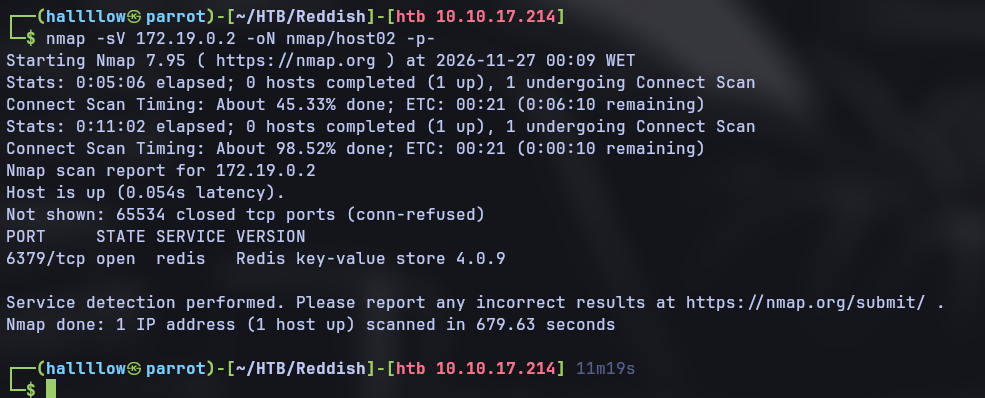 ┌──(hallllow㉿parrot)-[~/HTB/Reddish]-[htb 10.10.17.214]
└─$ nmap -sV 172.19.0.2 -oN nmap/host02 -p-
Starting Nmap 7.95 ( https://nmap.org ) at 2026-11-27 00:09 WET
Stats: 0:05:06 elapsed; 0 hosts completed (1 up), 1 undergoing Connect Scan
Connect Scan Timing: About 45.33% done; ETC: 00:21 (0:06:10 remaining)
Stats: 0:11:02 elapsed; 0 hosts completed (1 up), 1 undergoing Connect Scan
Connect Scan Timing: About 98.52% done; ETC: 00:21 (0:00:10 remaining)
Nmap scan report for 172.19.0.2
Host is up (0.054s latency).
Not shown: 65534 closed tcp ports (conn-refused)
PORT     STATE SERVICE VERSION
6379/tcp open  redis   Redis key-value store 4.0.9
Service detection performed. Please report any incorrect results at https://nmap.org/submit/ .
Nmap done: 1 IP address (1 host up) scanned in 679.63 seconds
┌──(hallllow㉿parrot)-[~/HTB/Reddish]-[htb 10.10.17.214] 11m19s
└─$